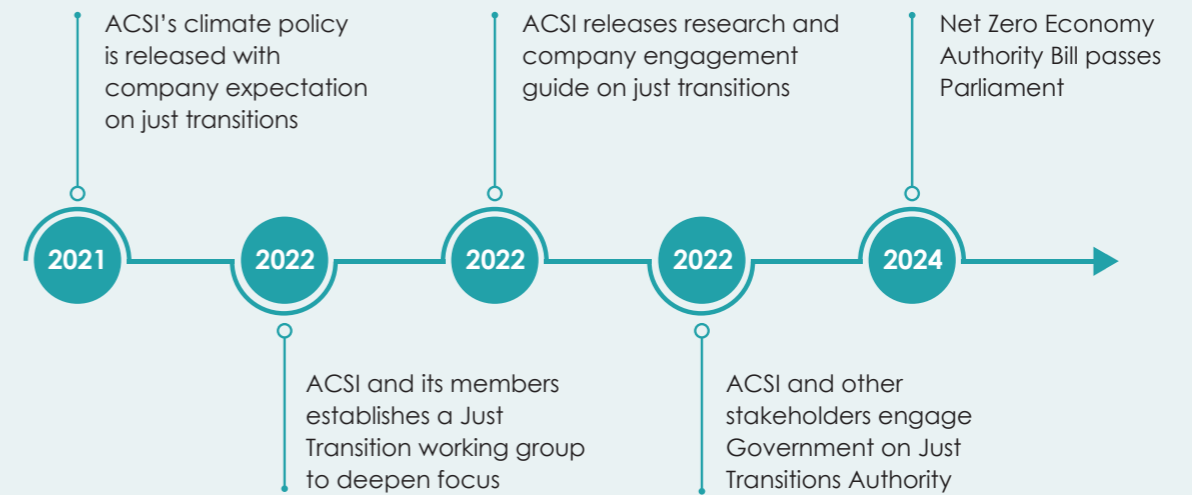 ACSI's climate policy
is released with
company expectation
on just transitions
ACSI releases research and
company engagement
guide on just transitions
Net Zero Economy
Authority Bill passes
Parliament
2021
2022
2022
2022
2024
ACSI and its members
establishes a Just
Transition working group
to deepen focus
ACSI and other
stakeholders engage
Government on Just
Transitions Authority